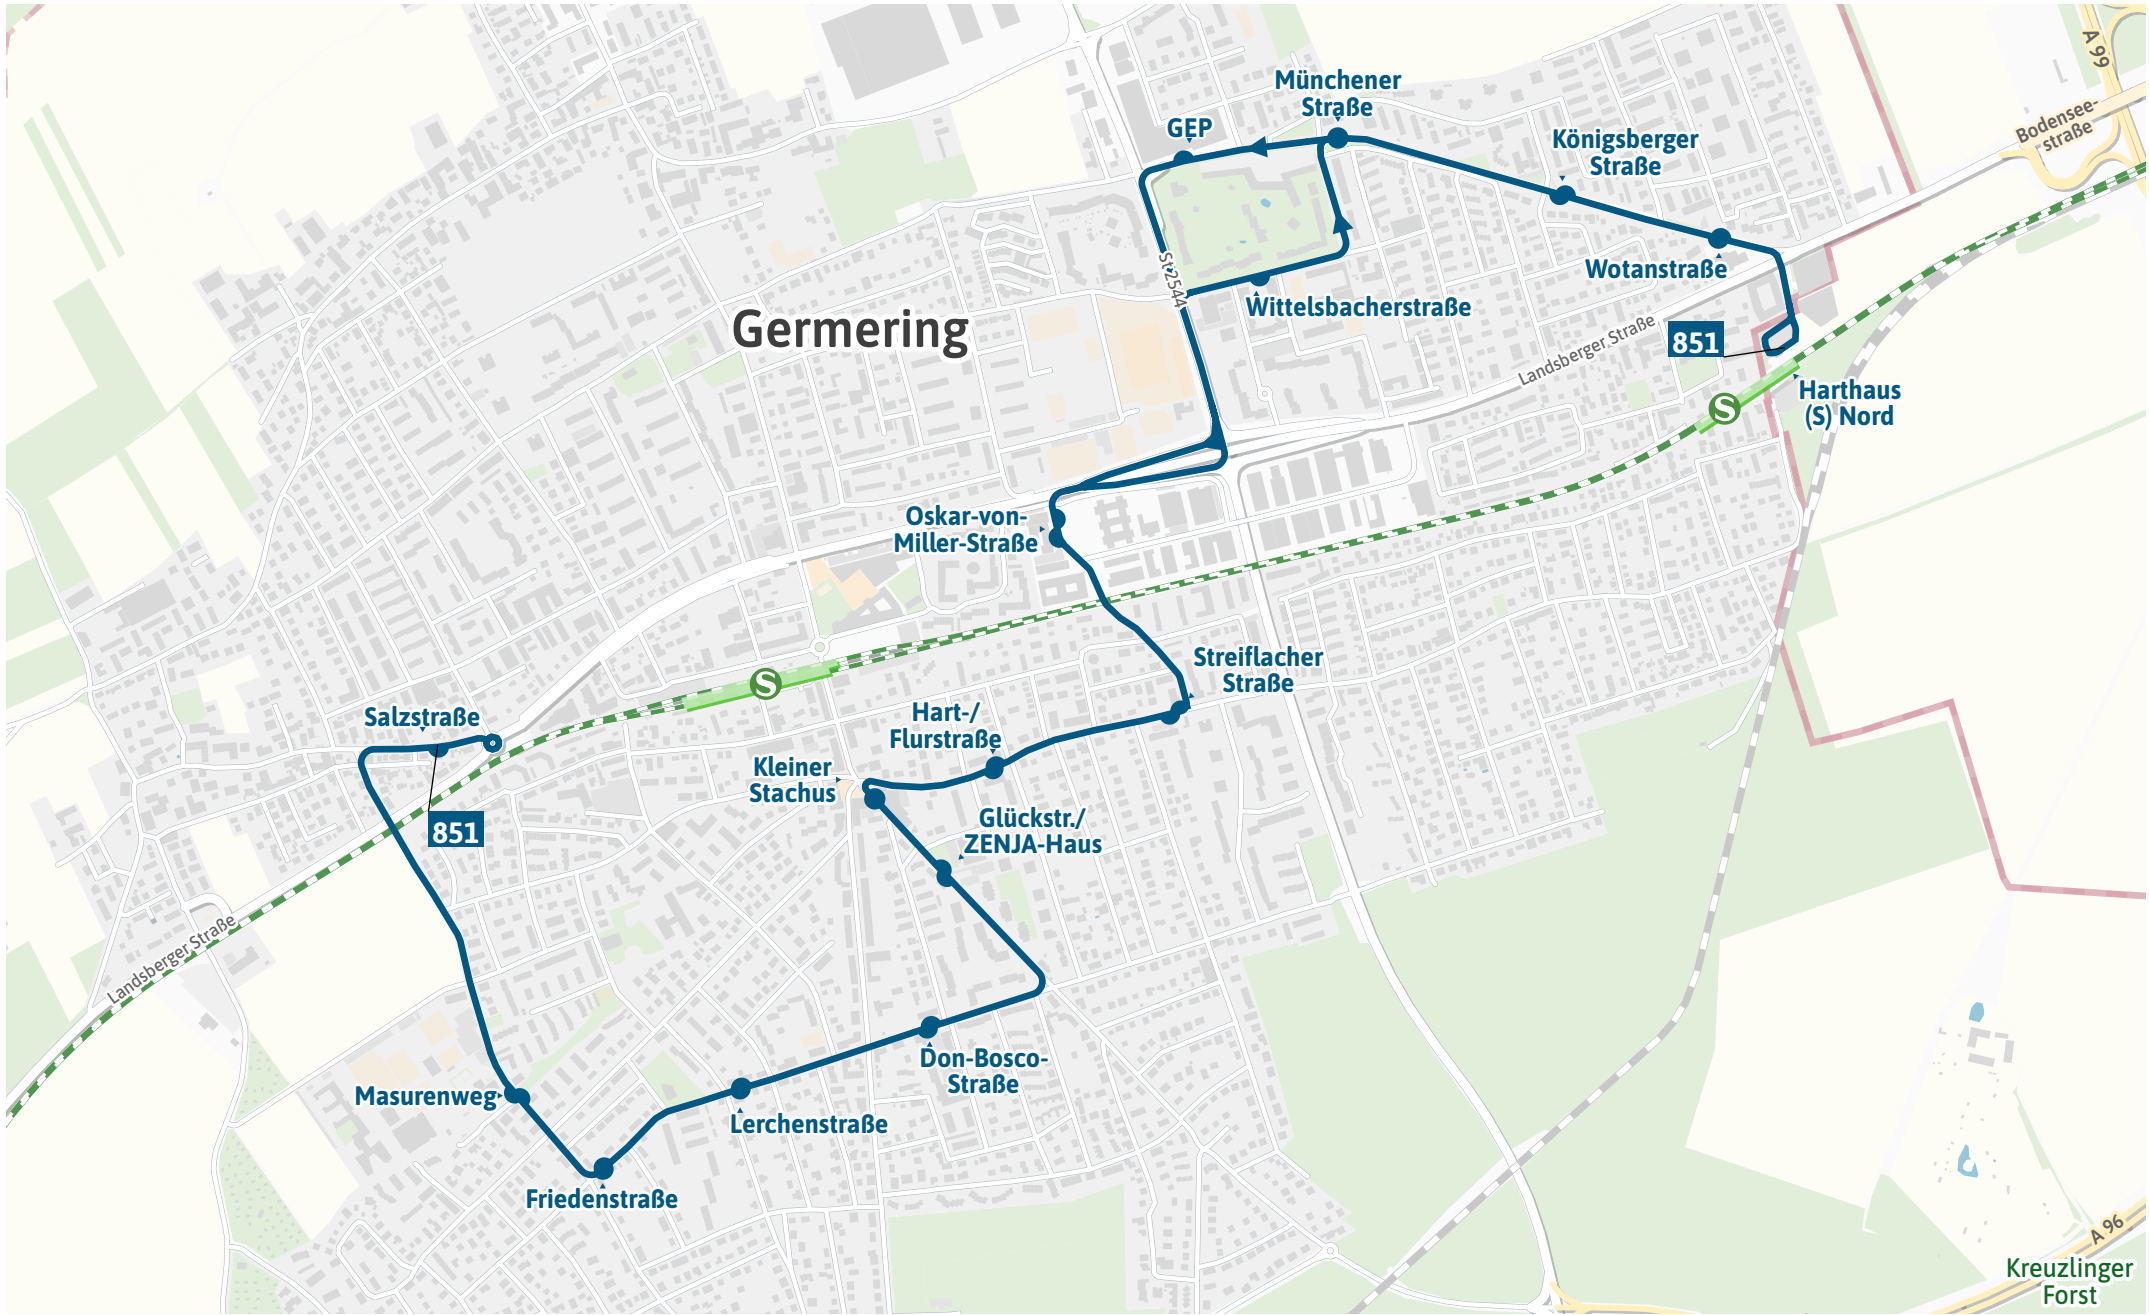 A 99
Bodensee-
straße
Münchener
Straße
GEP
Königsberger
Straße
Wotanstraße
St 2544
Wittelsbacherstraße
Germering
851
Landsberger Straße
Harthaus
(S) Nord
S
Oskar-von-
Miller-Straße
Streiflacher
Straße
S
Salzstraße
Hart-/
Flurstraße
Kleiner
Stachus
Glückstr./
ZENJA-Haus
851
Landsberger Straße
Don-Bosco-
Straße
Masurenweg
Lerchenstraße
Friedenstraße
A 96
Kreuzlinger
Forst